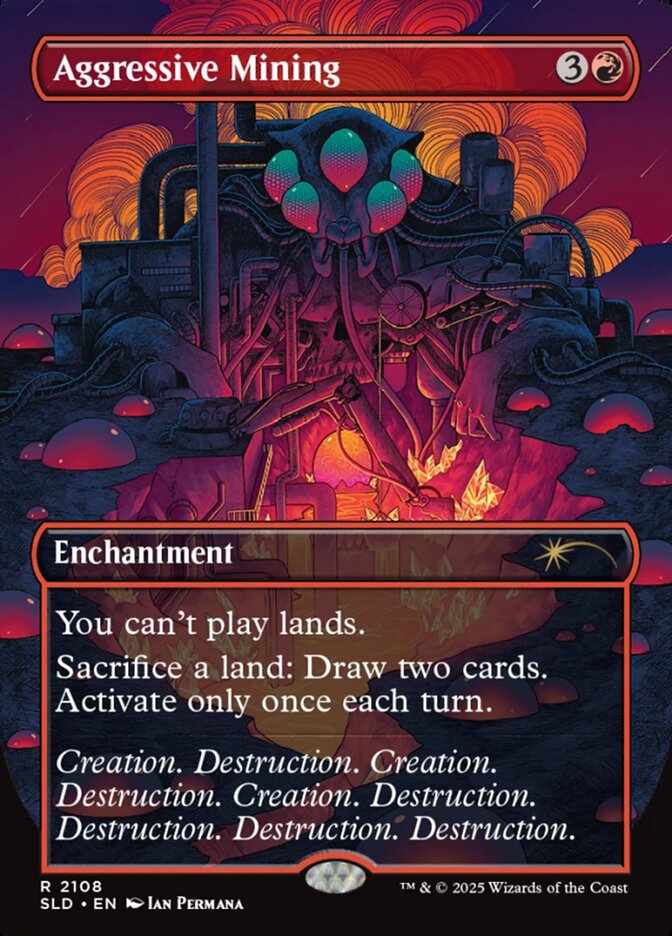 Aggressive Mining 3
Enchantment
You can't play lands.
Sacrifice a land: Draw two cards.
Activate only once each turn.
Creation. Destruction. Creation.
Destruction. Creation. Destruction.
Destruction. Destruction. Destruction.
R 2108
SLD • EN Ian Permana
™ & © 2025 Wizards of the Coast